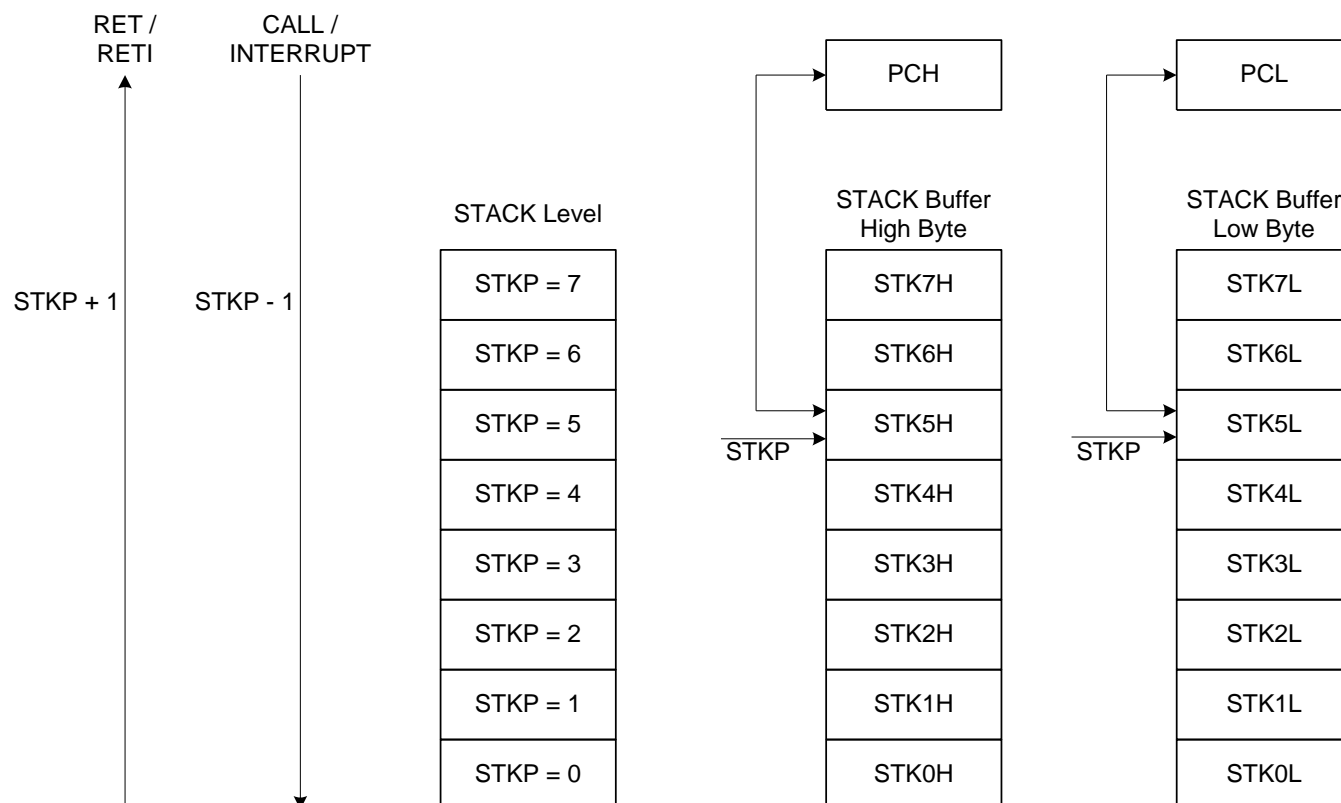 RET /
RETI
CALL /
INTERRUPT
PCH
PCL
STACK Level
STACK Buffer
High Byte
STACK Buffer
Low Byte
STKP + 1
STKP - 1
STKP = 7
STK7H
STK7L
STKP = 6
STK6H
STK6L
STKP = 5
STK5H
STK5L
STKP
STKP
STKP = 4
STK4H
STK4L
STKP = 3
STK3H
STK3L
STKP = 2
STK2H
STK2L
STKP = 1
STK1H
STK1L
STKP = 0
STK0H
STK0L